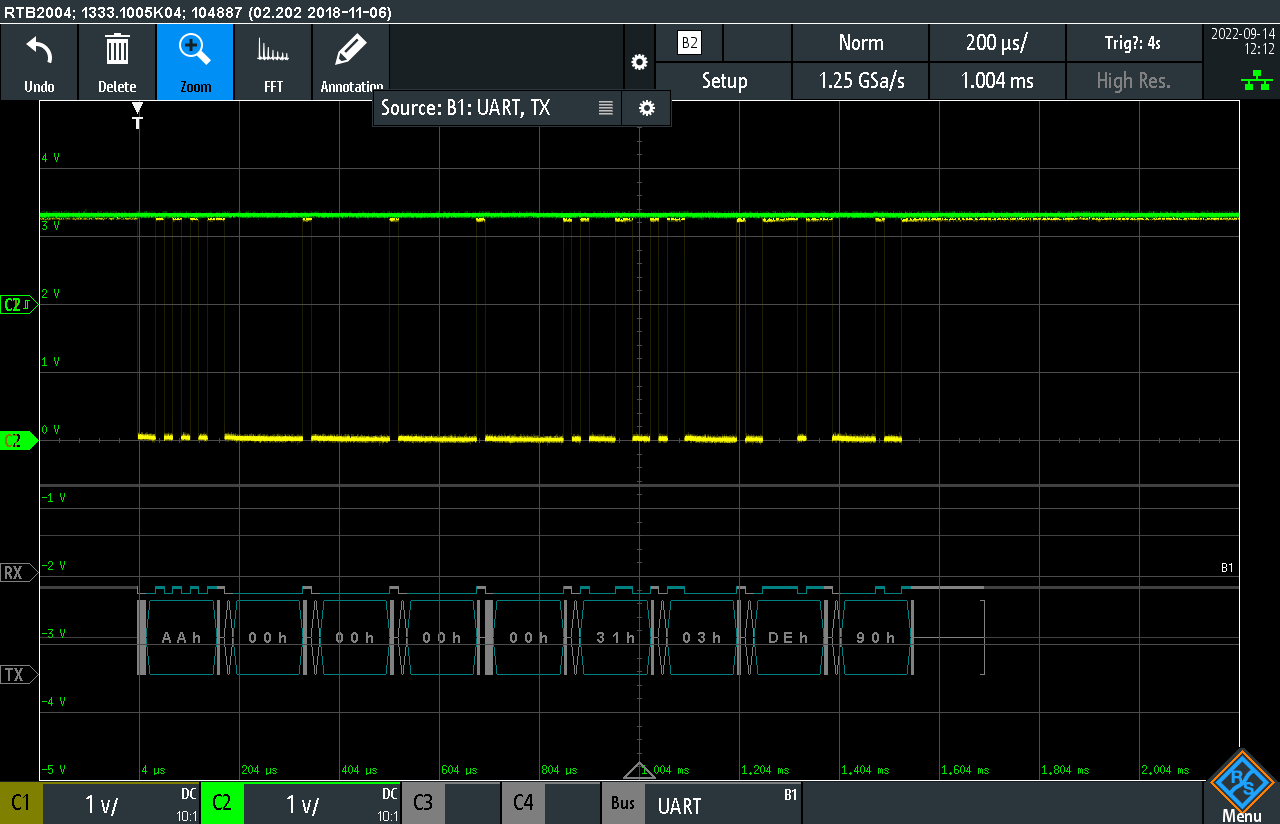 RTB2004; 1333.1005K04; 104887 (02.202 2018-11-06)
Undo Delete Zoom FFT Annotation
B2 Norm 200 µs/ Trig?: 4s
Setup 1.25 GSa/s 1.004 ms High Res.
2022-09-14
12:12
Source: B1: UART, TX
T
4 V
3 V
2 V
C2
1 V
0 V
C2
-1 V
-2 V
RX
B1
-3 V
AAh 00h 00h 00h 00h 31h 03h DEh 90h
TX
-4 V
-5 V
4 µs 204 µs 404 µs 604 µs 804 µs 1,004 ms 1,204 ms 1,404 ms 1,604 ms 1,804 ms 2,004 ms
C1 1 V/ DC 10:1
C2 1 V/ DC 10:1
C3
C4
Bus UART B1
R S
Menu